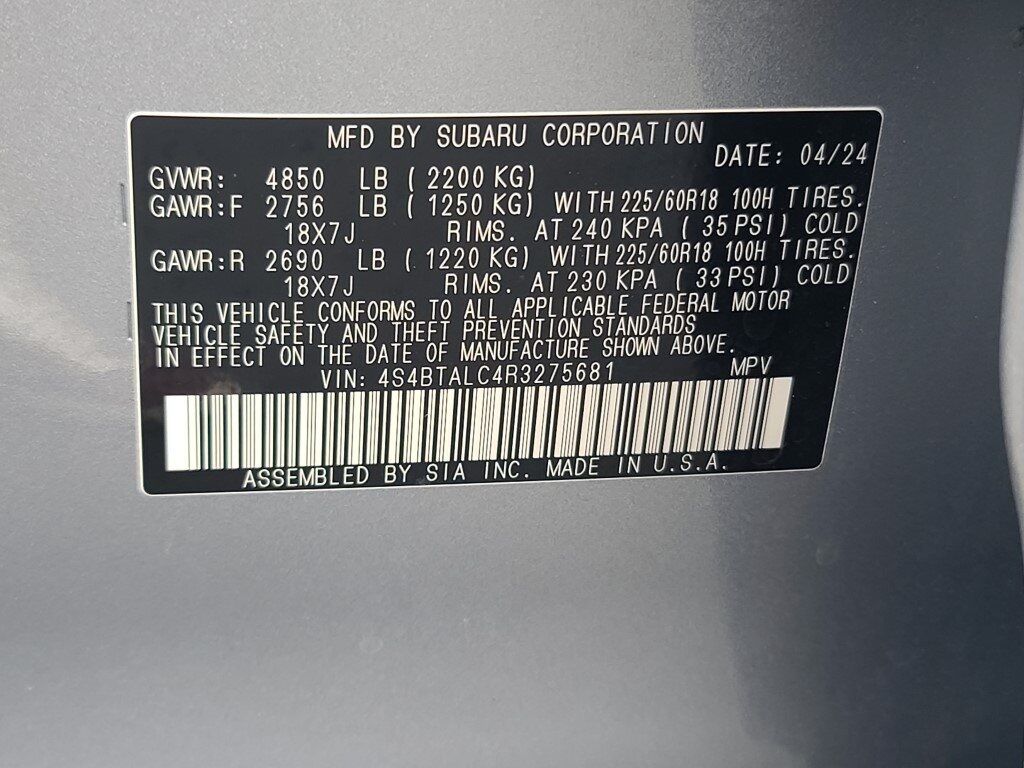 MFD BY SUBARU CORPORATION
DATE: 04/24
GVWR: 4850 LB ( 2200 KG)
GAWR:F 2756 LB ( 1250 KG) WITH 225/60R18 100H TIRES.
18X7J RIMS. AT 240 KPA ( 35 PSI) COLD
GAWR:R 2690 LB ( 1220 KG) WITH 225/60R18 100H TIRES.
18X7J RIMS. AT 230 KPA ( 33 PSI) COLD
THIS VEHICLE CONFORMS TO ALL APPLICABLE FEDERAL MOTOR
VEHICLE SAFETY AND THEFT PREVENTION STANDARDS
IN EFFECT ON THE DATE OF MANUFACTURE SHOWN ABOVE.
VIN: 4S4BTALC4R3275681 MPV
ASSEMBLED BY SIA INC. MADE IN U.S.A.